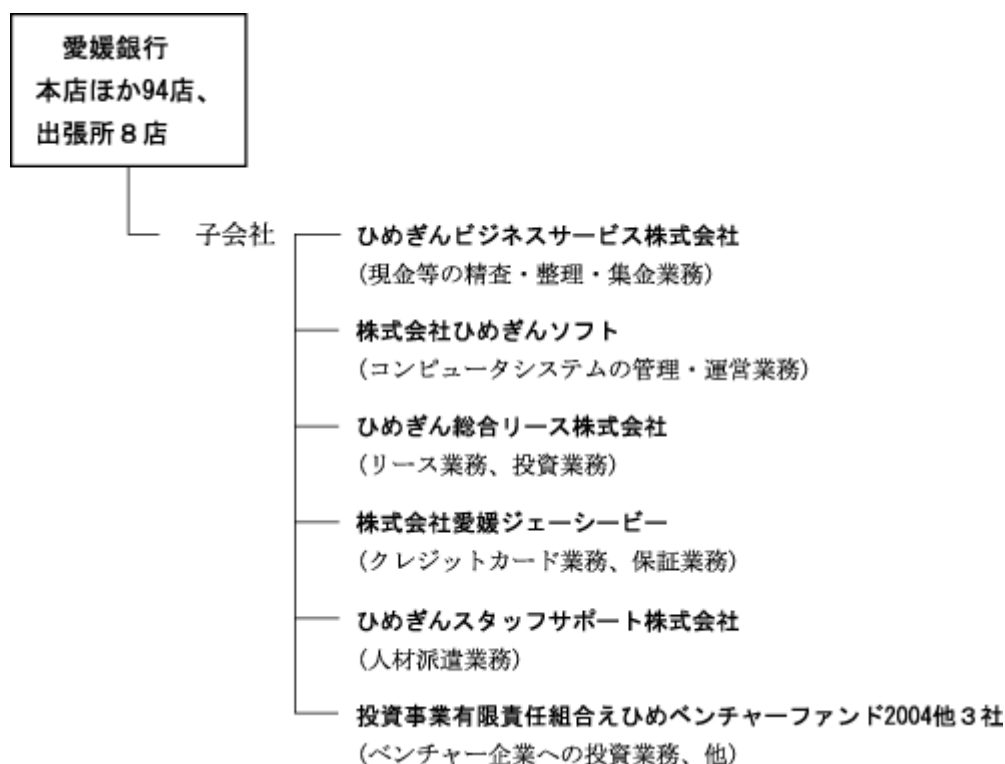 愛媛銀行
本店ほか94店、
出張所８店
子会社
ひめぎんビジネスサービス株式会社
(現金等の精査・整理・集金業務)
株式会社ひめぎんソフト
(コンピュータシステムの管理・運営業務)
ひめぎん総合リース株式会社
(リース業務、投資業務)
株式会社愛媛ジェーシービー
(クレジットカード業務、保証業務)
ひめぎんスタッフサポート株式会社
(人材派遣業務)
投資事業有限責任組合えひめベンチャーファンド2004他３社
(ベンチャー企業への投資業務、他)